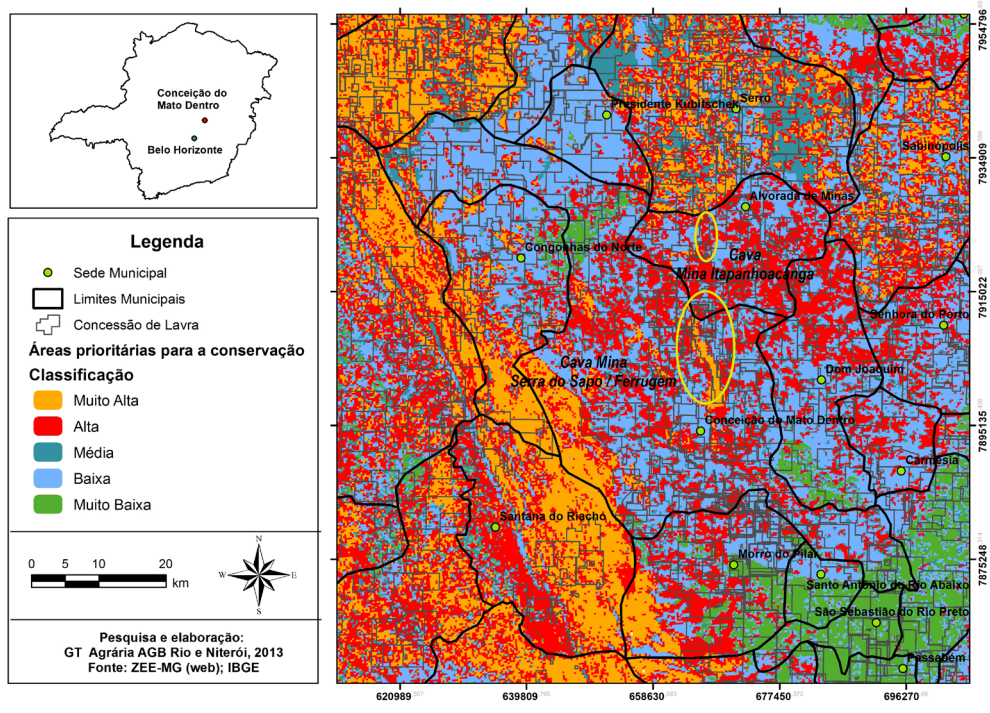 Conceição do
Mato Dentro
Belo Horizonte
Legenda
Sede Municipal
Limites Municipais
Concessão de Lavra
Áreas prioritárias para a conservação
Classificação
Muito Alta
Alta
Média
Baixa
Muito Baixa
0 5 10 20
km
N
W E
S
Pesquisa e elaboração:
GT Agrária AGB Rio e Niterói, 2013
Fonte: ZEE-MG (web); IBGE
Presidente Kubitschek
Serro
Sabinópolis
Alvorada de Minas
Congonhas do Norte
Cava
Mina Itapanhoacanga
Senhora do Porto
Cava Mina
Serra do Sapo / Ferrugem
Dom Joaquim
Conceição do Mato Dentro
Carmésia
Santana do Riacho
Morro do Pilar
Santo Antônio do Rio Abaixo
São Sebastião do Rio Preto
Passabém
7954796
7934909
7915022
7895135
7875248
620989
639809
658630
677450
696270